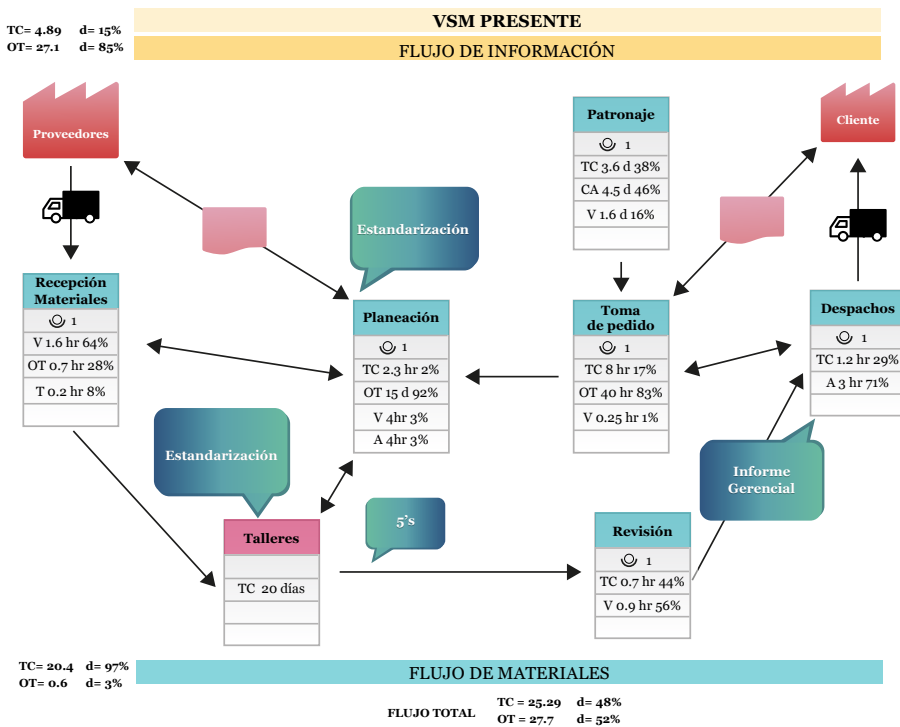 VSM PRESENTE
TC= 4.89 d= 15%
OT= 27.1 d= 85%
FLUJO DE INFORMACIÓN
Proveedores
Patronaje
1
TC 3.6 d 38%
CA 4.5 d 46%
V 1.6 d 16%
Cliente
Estandarización
Recepción
Materiales
1
V 1.6 hr 64%
OT 0.7 hr 28%
T 0.2 hr 8%
Planeación
1
TC 2.3 hr 2%
OT 15 d 92%
V 4hr 3%
A 4hr 3%
Toma
de pedido
1
TC 8 hr 17%
OT 40 hr 83%
V 0.25 hr 1%
Despachos
1
TC 1.2 hr 29%
A 3 hr 71%
Estandarización
Informe
Gerencial
5's
Talleres
TC 20 días
Revisión
1
TC 0.7 hr 44%
V 0.9 hr 56%
TC= 20.4 d= 97%
OT= 0.6 d= 3%
FLUJO DE MATERIALES
FLUJO TOTAL
TC = 25.29 d= 48%
OT = 27.7 d= 52%